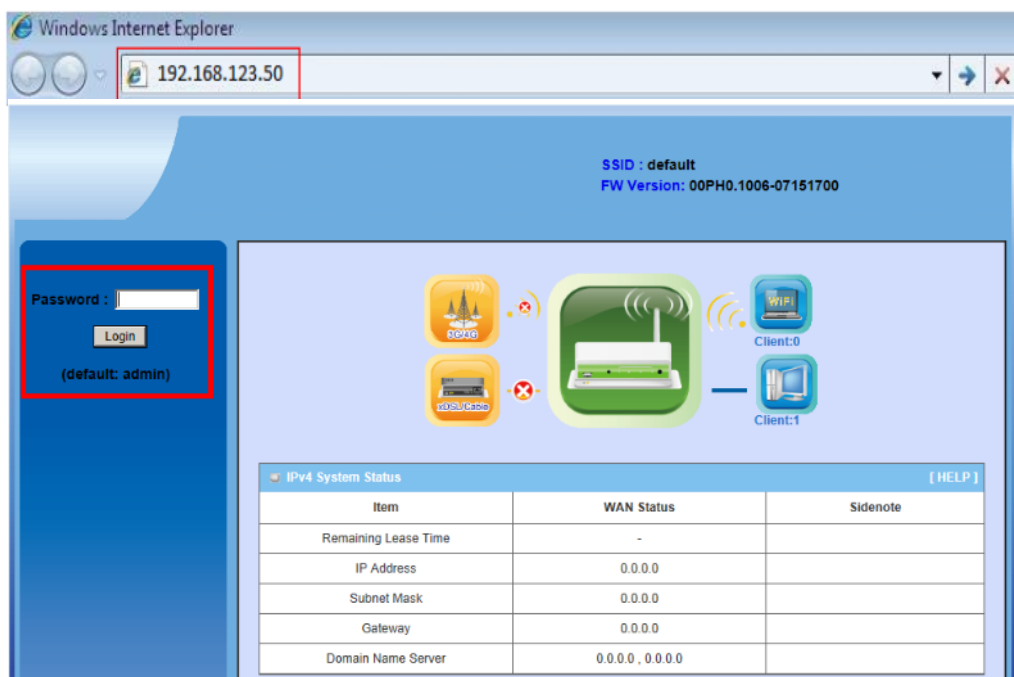 Windows Internet Explorer
192.168.123.50
SSID : default
FW Version: 00PH0.1006-07151700
Password :
Login
(default: admin)
3G/4G
WiFi
Client:0
xDSL/Cable
Client:1
IPv4 System Status [ HELP ]
Item WAN Status Sidenote
Remaining Lease Time -
IP Address 0.0.0.0
Subnet Mask 0.0.0.0
Gateway 0.0.0.0
Domain Name Server 0.0.0.0 , 0.0.0.0